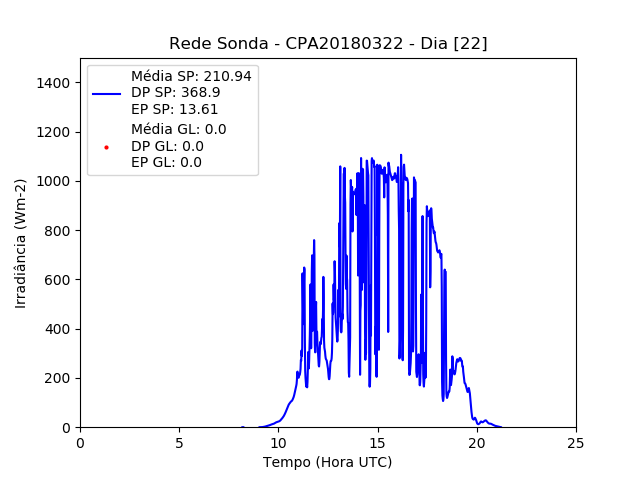 Rede Sonda - CPA20180322 - Dia [22]
Média SP: 210.94
DP SP: 368.9
EP SP: 13.61
Média GL: 0.0
DP GL: 0.0
EP GL: 0.0
Irradiância (Wm-2)
1400
1200
1000
800
600
400
200
0
0 5 10 15 20 25
Tempo (Hora UTC)